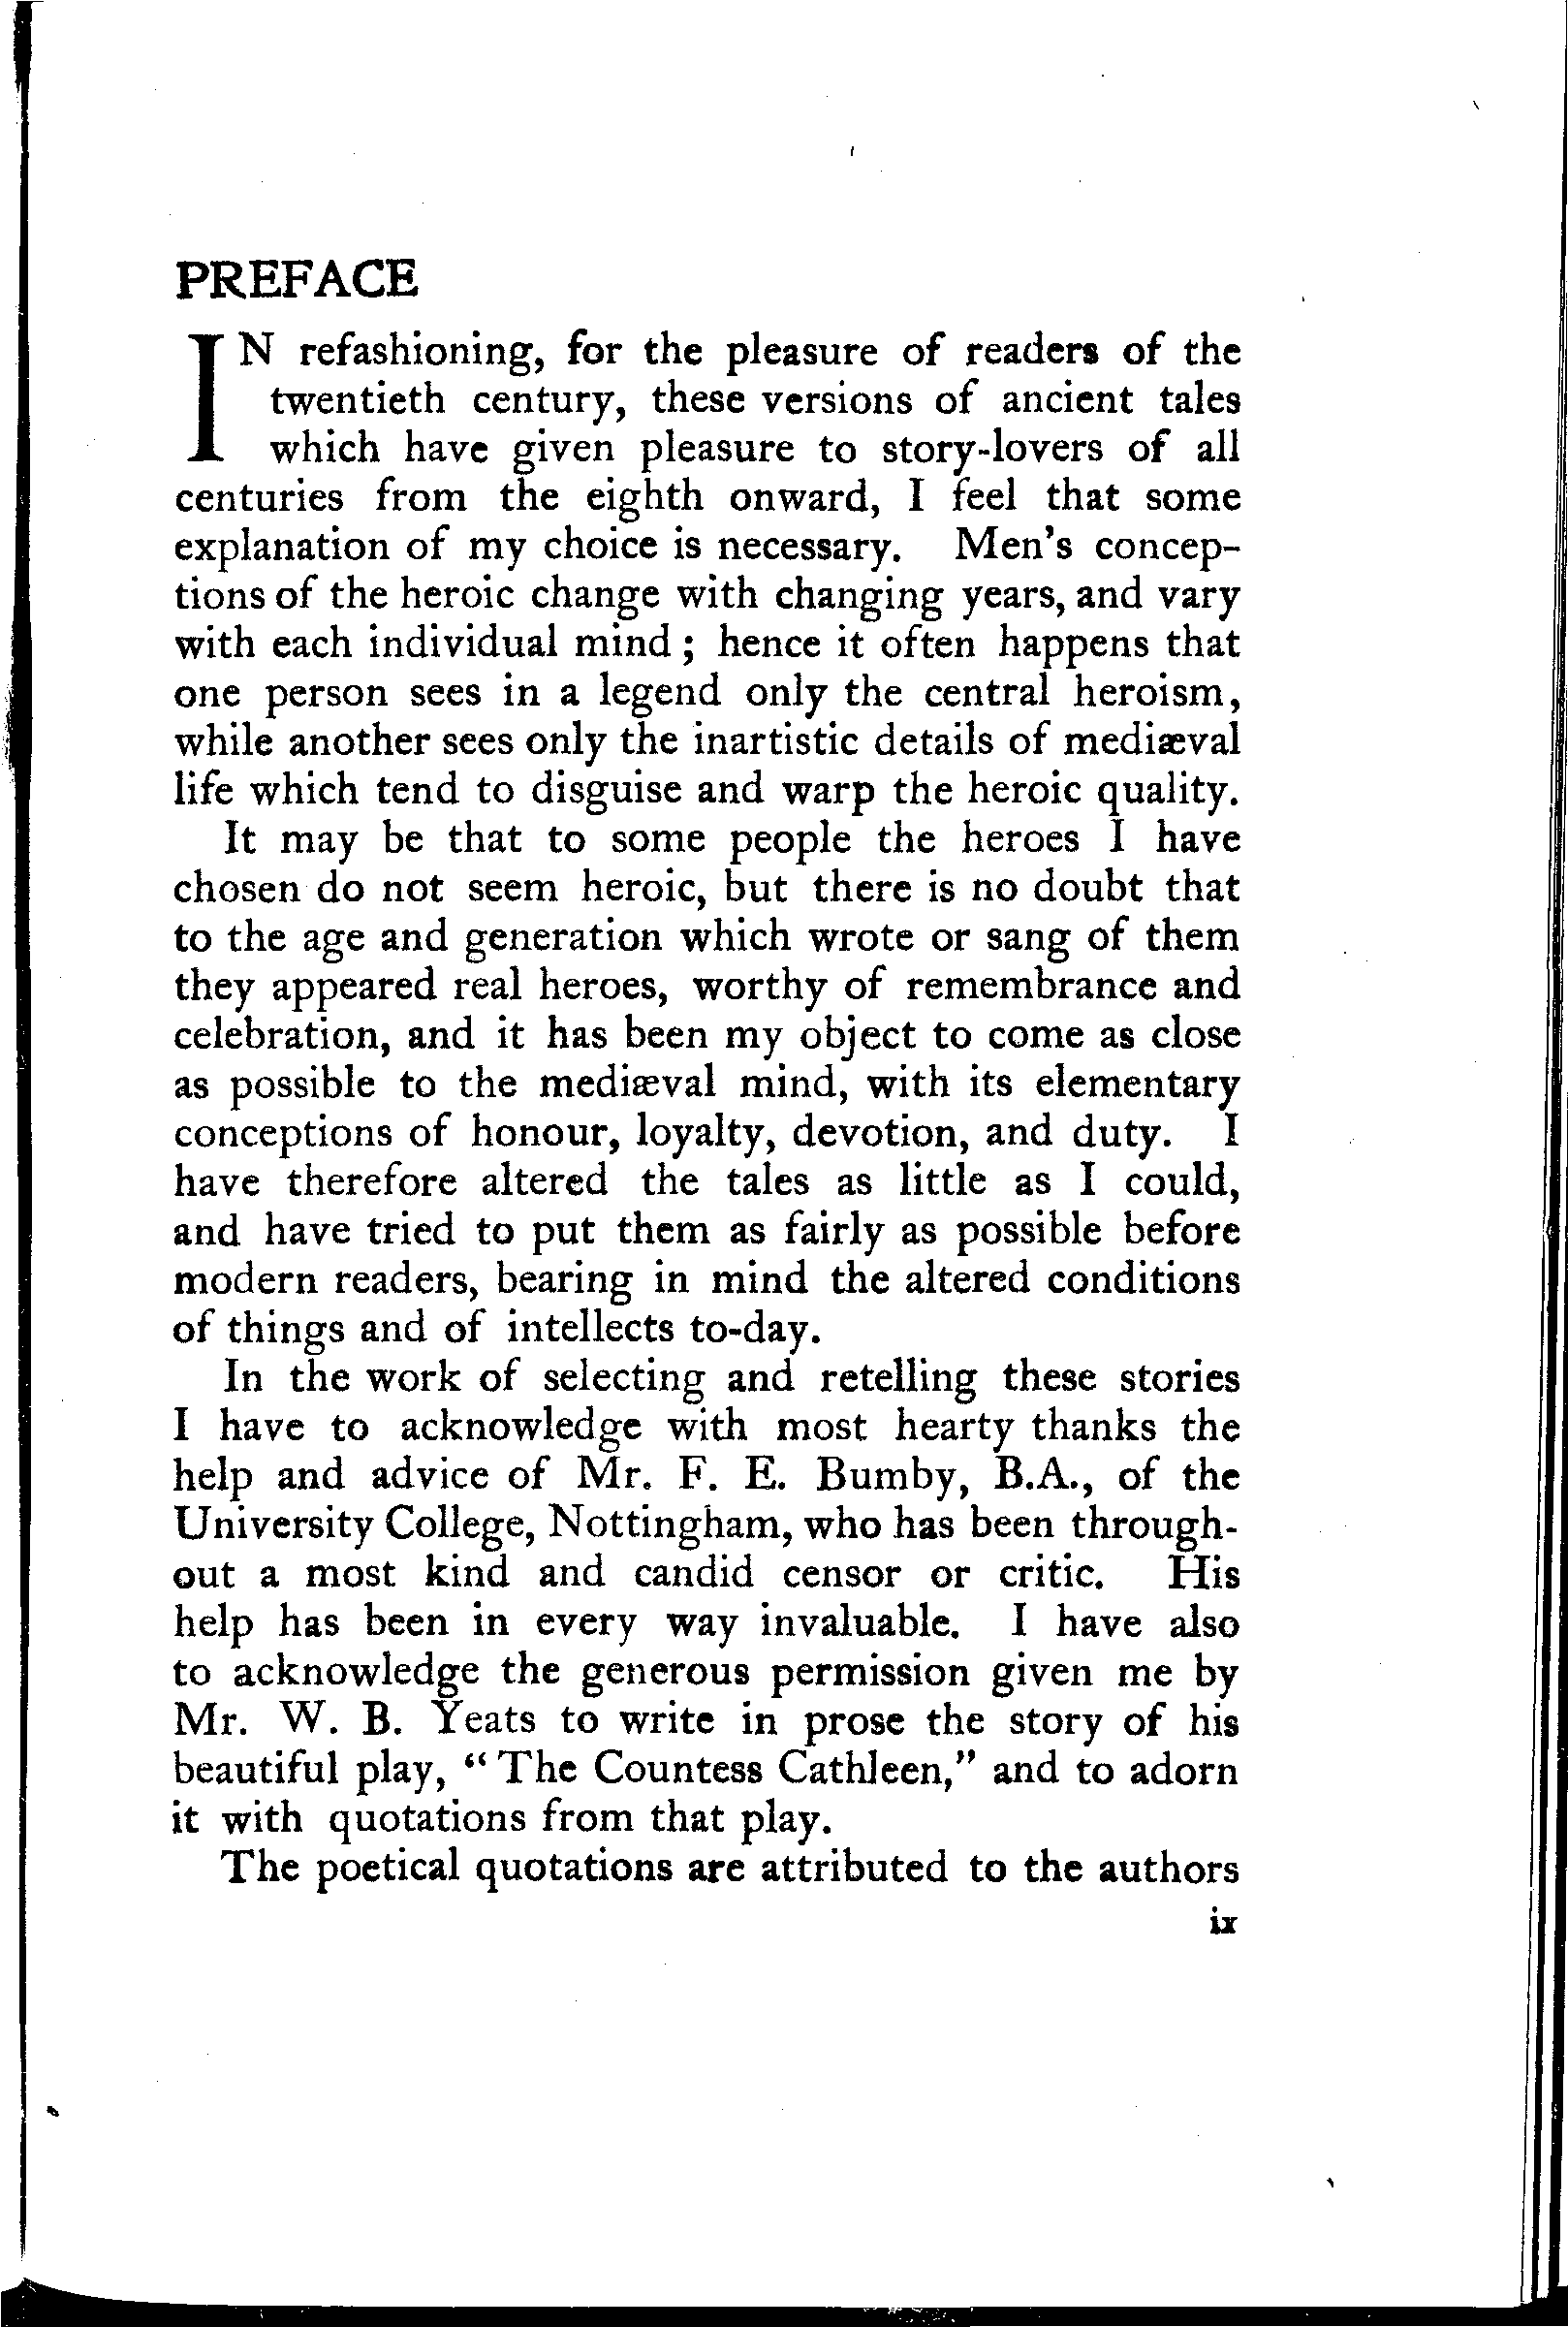 PREFACE
IN refashioning, for the pleasure of readers of the
twentieth century, these versions of ancient tales
which have given pleasure to story-lovers of all
centuries from the eighth onward, I feel that some
explanation of my choice is necessary. Men's concep-
tions of the heroic change with changing years, and vary
with each individual mind ; hence it often happens that
one person sees in a legend only the central heroism,
while another sees only the inartistic details of mediæval
life which tend to disguise and warp the heroic quality.
It may be that to some people the heroes I have
chosen do not seem heroic, but there is no doubt that
to the age and generation which wrote or sang of them
they appeared real heroes, worthy of remembrance and
celebration, and it has been my object to come as close
as possible to the mediæval mind, with its elementary
conceptions of honour, loyalty, devotion, and duty. I
have therefore altered the tales as little as I could,
and have tried to put them as fairly as possible before
modern readers, bearing in mind the altered conditions
of things and of intellects to-day.
In the work of selecting and retelling these stories
I have to acknowledge with most hearty thanks the
help and advice of Mr. F. E. Bumby, B.A., of the
University College, Nottingham, who has been through-
out a most kind and candid censor or critic. His
help has been in every way invaluable. I have also
to acknowledge the generous permission given me by
Mr. W. B. Yeats to write in prose the story of his
beautiful play, “ The Countess Cathleen,” and to adorn
it with quotations from that play.
The poetical quotations are attributed to the authors
ix